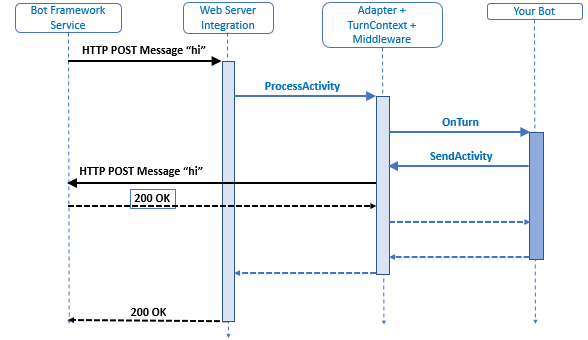 Bot Framework
Service
Web Server
Integration
Adapter +
TurnContext +
Middleware
Your Bot
HTTP POST Message “hi”
ProcessActivity
OnTurn
SendActivity
HTTP POST Message “hi”
200 OK
200 OK